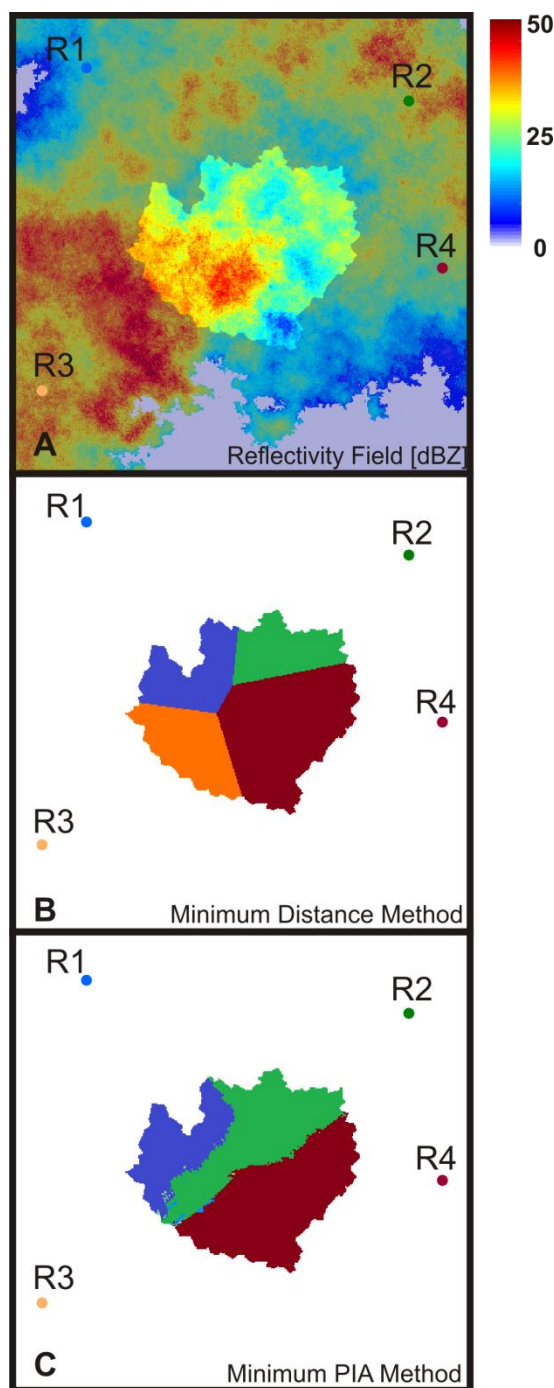 50
R1
R2
25
R4
0
R3
A
Reflectivity Field [dBZ]
R1
R2
R4
R3
B
Minimum Distance Method
R1
R2
R4
R3
C
Minimum PIA Method